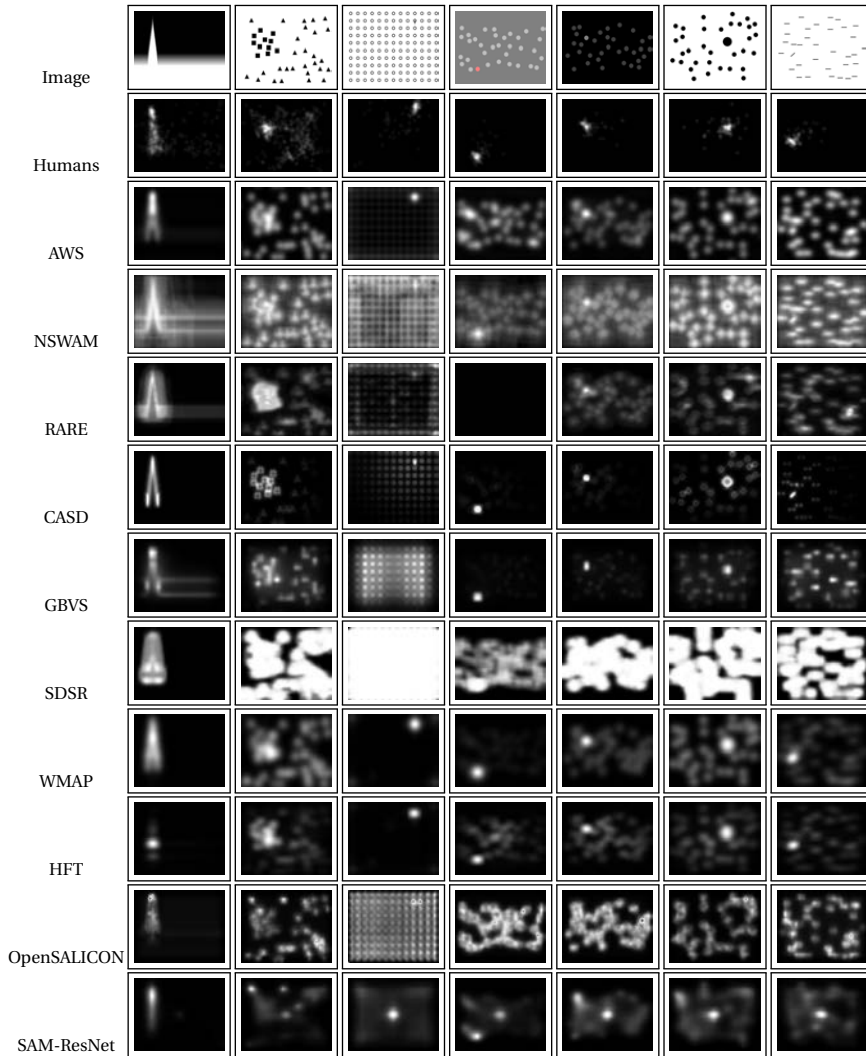 Image
Humans
AWS
NSWAM
RARE
CASD
GBVS
SDSR
WMAP
HFT
OpenSALICON
SAM-ResNet